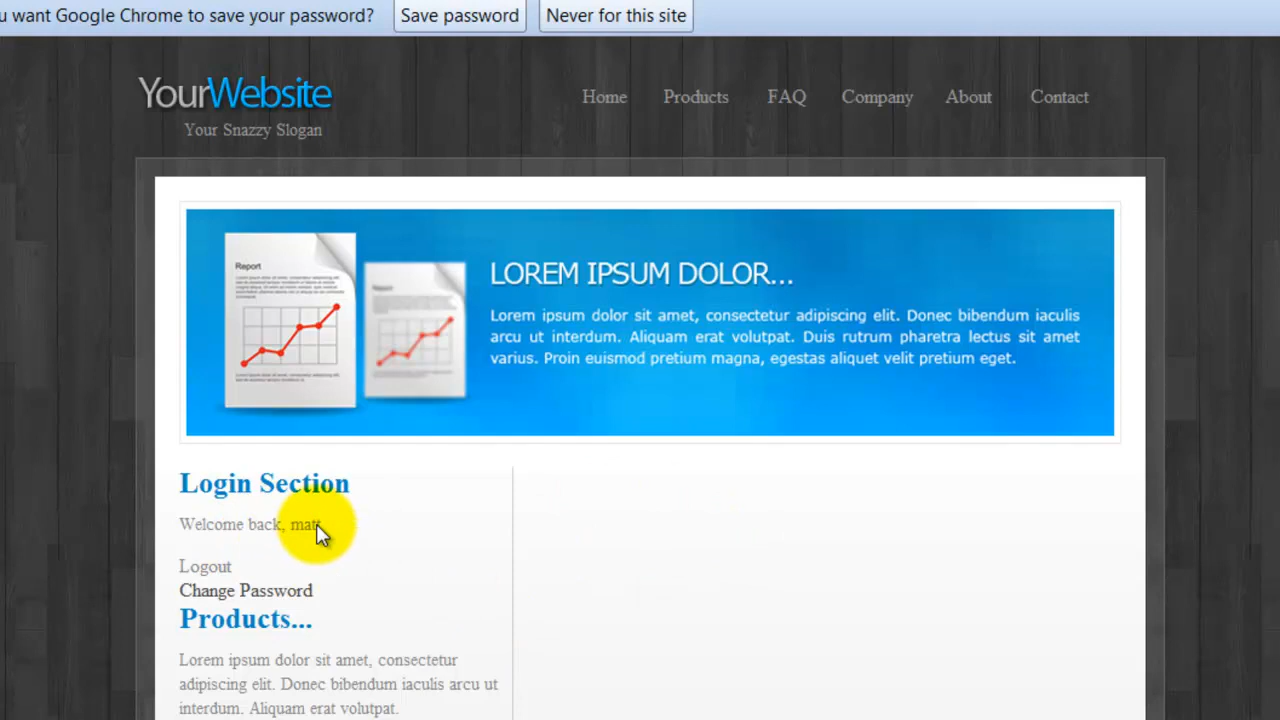 u want Google Chrome to save your password? Save password Never for this site
YourWebsite
Your Snazzy Slogan
Home Products FAQ Company About Contact
Report
LOREM IPSUM DOLOR...
Lorem ipsum dolor sit amet, consectetur adipiscing elit. Donec bibendum iaculis
arcu ut interdum. Aliquam erat volutpat. Duis rutrum pharetra lectus sit amet
varius. Proin euismod pretium magna, egestas aliquet velit pretium eget.
Login Section
Welcome back, matt
Logout
Change Password
Products...
Lorem ipsum dolor sit amet, consectetur
adipiscing elit. Donec bibendum iaculis arcu ut
interdum. Aliquam erat volutpat.